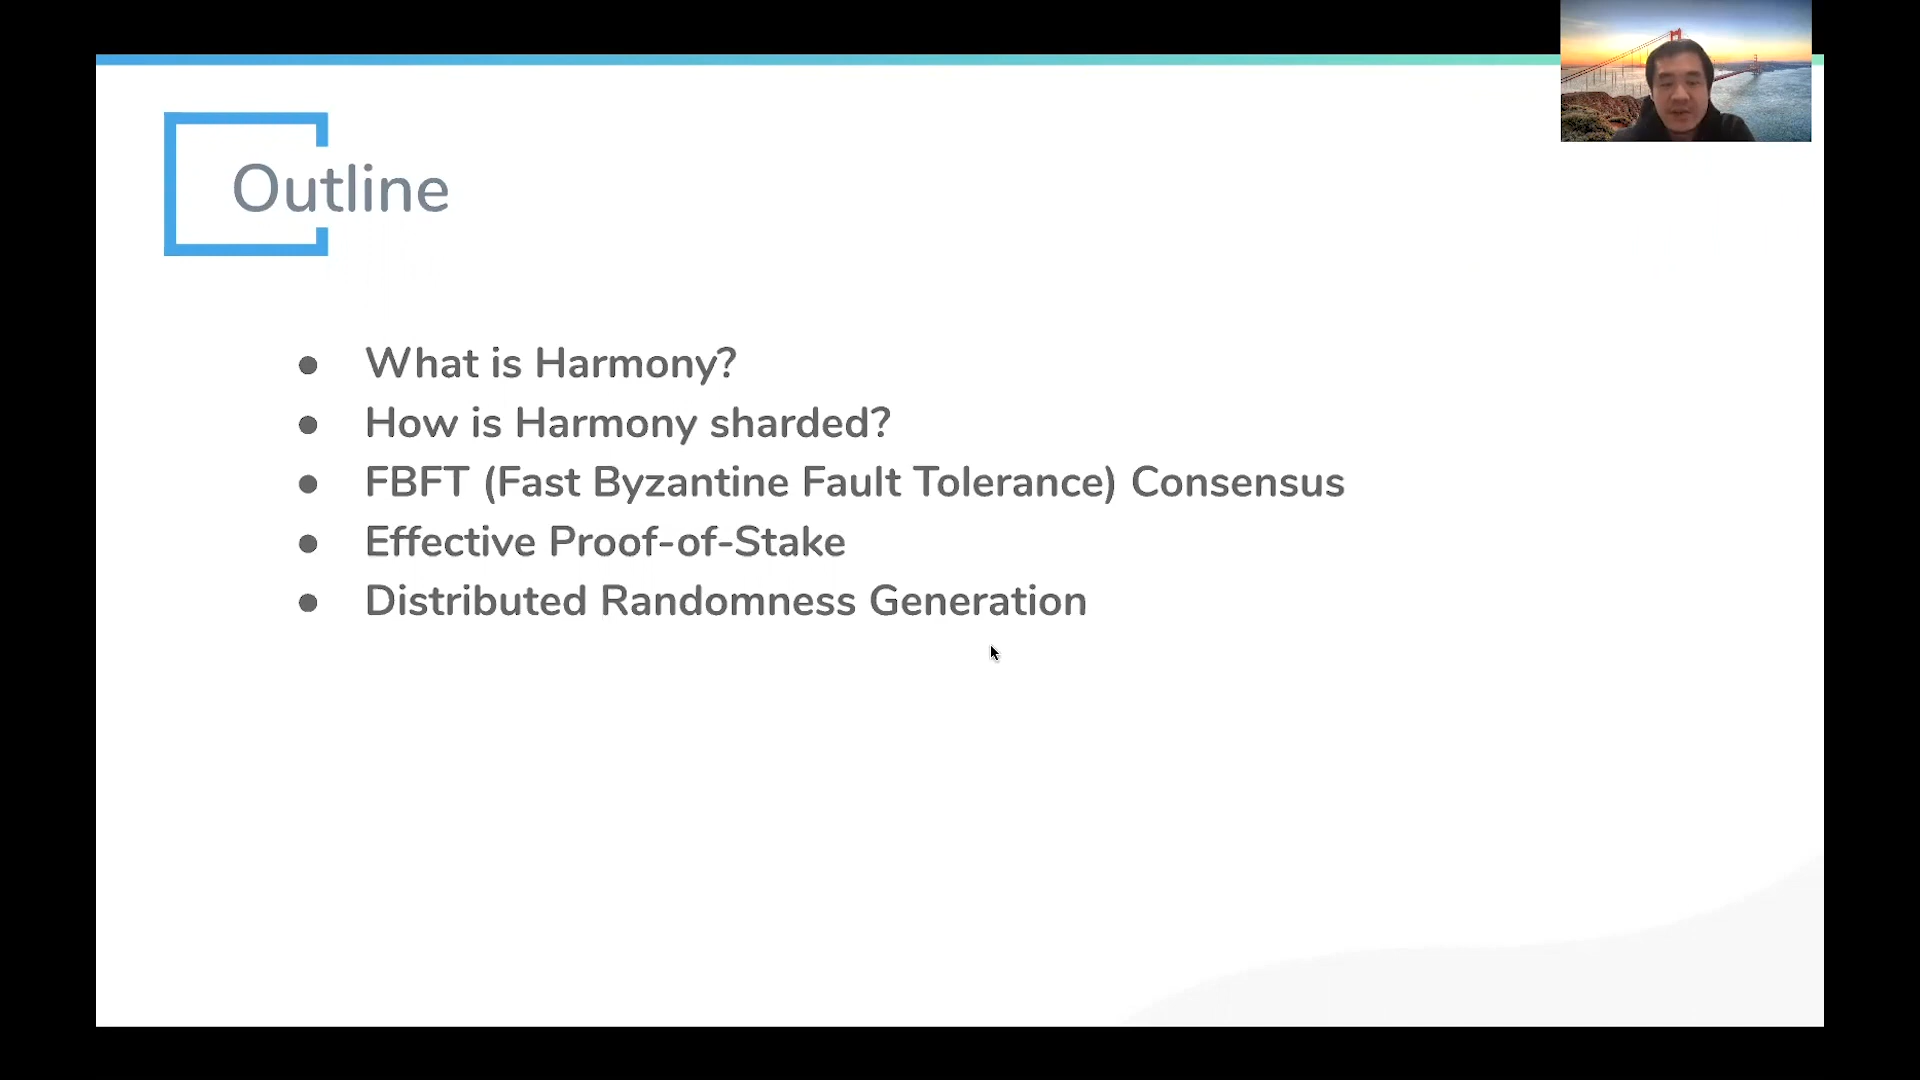 Outline
● What is Harmony?
● How is Harmony sharded?
● FBFT (Fast Byzantine Fault Tolerance) Consensus
● Effective Proof-of-Stake
● Distributed Randomness Generation